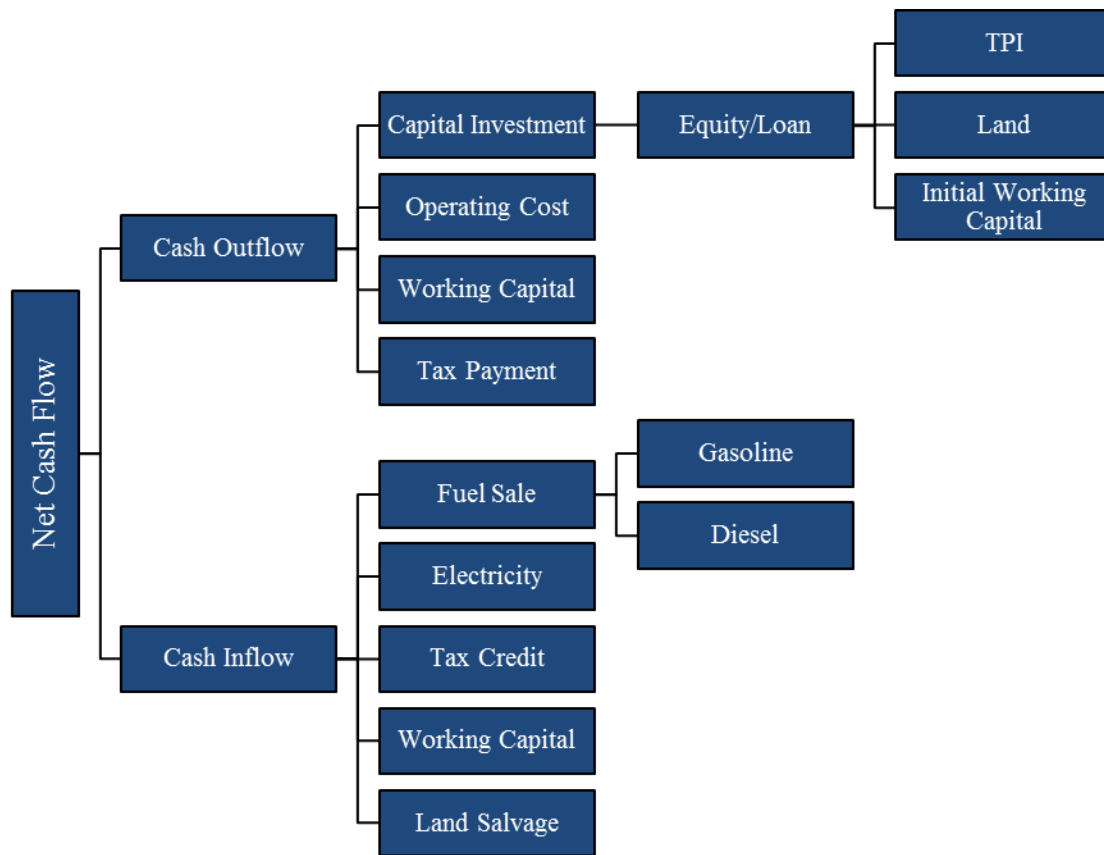 Net Cash Flow
Cash Outflow
Capital Investment
Equity/Loan
TPI
Land
Initial Working
Capital
Operating Cost
Working Capital
Tax Payment
Cash Inflow
Fuel Sale
Gasoline
Diesel
Electricity
Tax Credit
Working Capital
Land Salvage